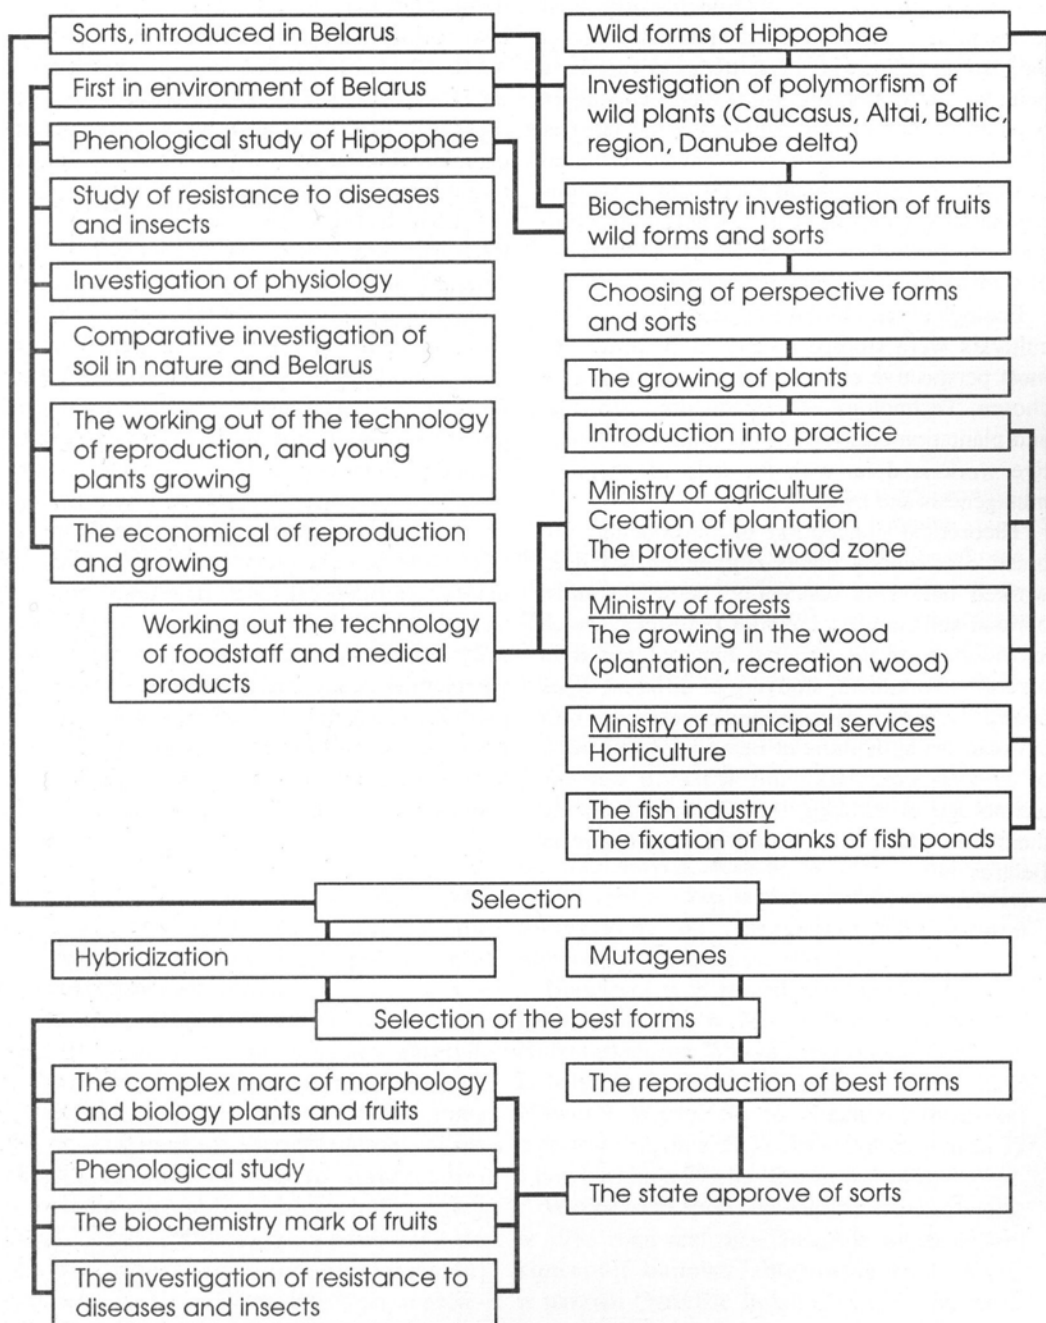 Sorts, introduced in Belarus
First in environment of Belarus
Phenological study of Hippophae
Study of resistance to diseases
and insects
Investigation of physiology
Comparative investigation of
soil in nature and Belarus
The working out of the technology
of reproduction, and young
plants growing
The economical of reproduction
and growing
Working out the technology
of foodstaff and medical
products
Wild forms of Hippophae
Investigation of polymorfism of
wild plants (Caucasus, Altai, Baltic,
region, Danube delta)
Biochemistry investigation of fruits
wild forms and sorts
Choosing of perspective forms
and sorts
The growing of plants
Introduction into practice
Ministry of agriculture
Creation of plantation
The protective wood zone
Ministry of forests
The growing in the wood
(plantation, recreation wood)
Ministry of municipal services
Horticulture
The fish industry
The fixation of banks of fish ponds
Selection
Hybridization
Mutagenes
Selection of the best forms
The complex marc of morphology
and biology plants and fruits
Phenological study
The biochemistry mark of fruits
The investigation of resistance to
diseases and insects
The reproduction of best forms
The state approve of sorts